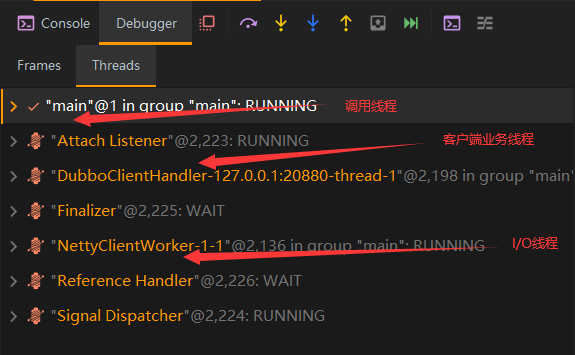 Console Debugger
Frames Threads
"main"@1 in group "main": RUNNING 调用线程
"Attach Listener"@2,223: RUNNING 客户端业务线程
"DubboClientHandler-127.0.0.1:20880-thread-1"@2,198 in group "main"
"Finalizer"@2,225: WAIT
"NettyClientWorker-1-1"@2,136 in group "main": RUNNING I/O线程
"Reference Handler"@2,226: WAIT
"Signal Dispatcher"@2,224: RUNNING